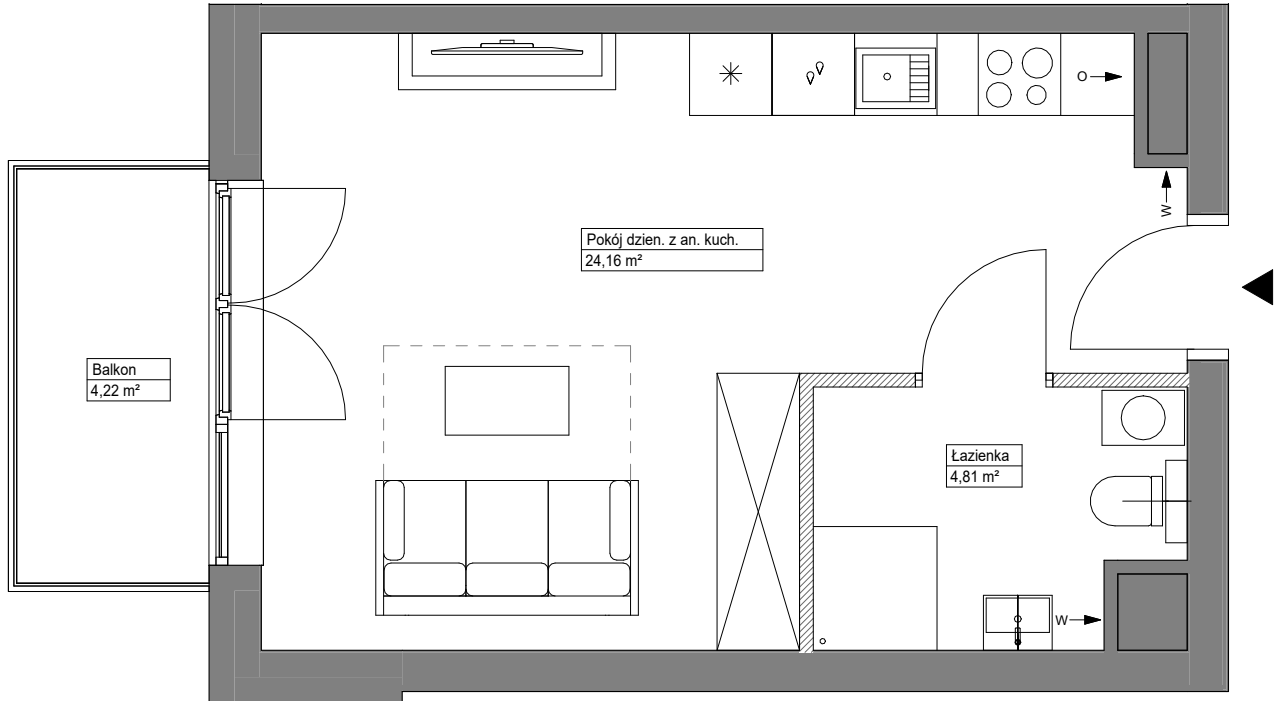 O
W
Pokój dzien. z an. kuch.
24,16 m²
Balkon
4,22 m²
Łazienka
4,81 m²
W